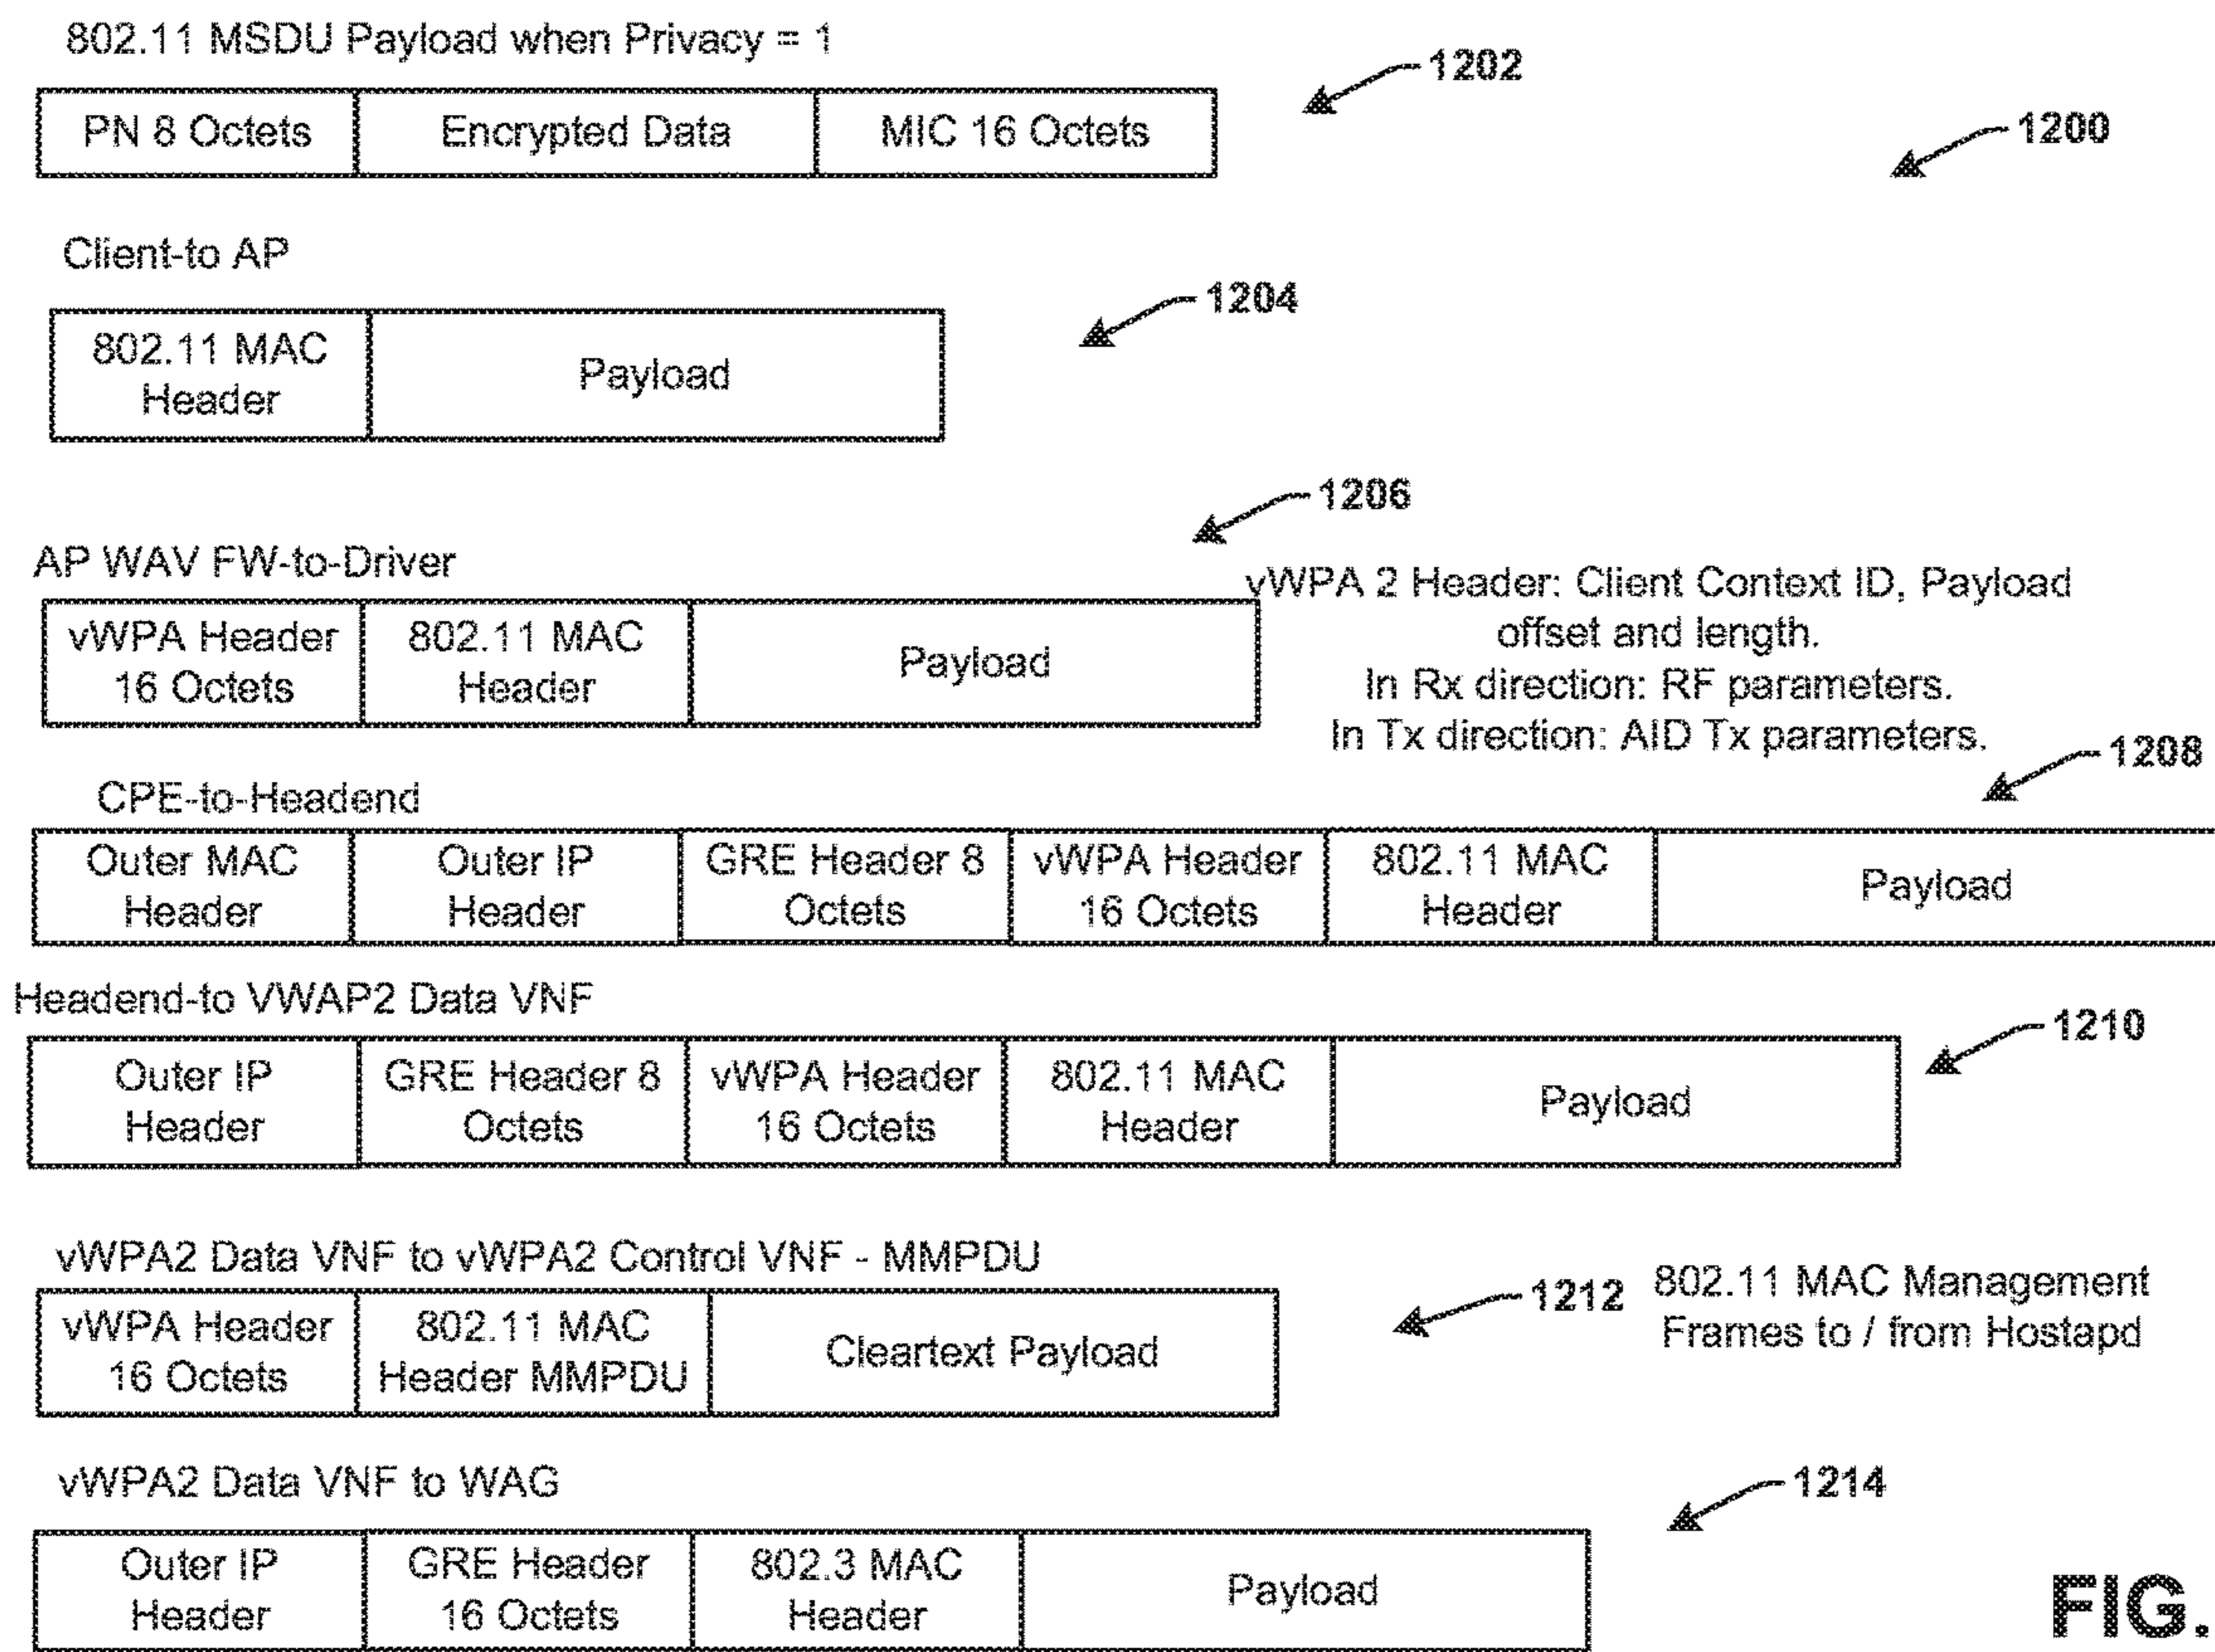 802.11 MSDU Payload when Privacy = 1
1202
PN 8 Octets
Encrypted Data
MIC 16 Octets
1200
Client-to AP
1204
802.11 MAC
Header
Payload
1206
AP WAV FW-to-Driver
vWPA 2 Header: Client Context ID, Payload
offset and length.
In Rx direction: RF parameters.
In Tx direction: AID Tx parameters.
vWPA Header
16 Octets
802.11 MAC
Header
Payload
1208
CPE-to-Headend
Outer MAC
Header
Outer IP
Header
GRE Header 8
Octets
vWPA Header
16 Octets
802.11 MAC
Header
Payload
Headend-to VWAP2 Data VNF
1210
Outer IP
Header
GRE Header 8
Octets
vWPA Header
16 Octets
802.11 MAC
Header
Payload
vWPA2 Data VNF to vWPA2 Control VNF - MMPDU
1212
802.11 MAC Management
Frames to / from Hostapd
vWPA Header
16 Octets
802.11 MAC
Header MMPDU
Cleartext Payload
vWPA2 Data VNF to WAG
1214
Outer IP
Header
GRE Header
16 Octets
802.3 MAC
Header
Payload
FIG.